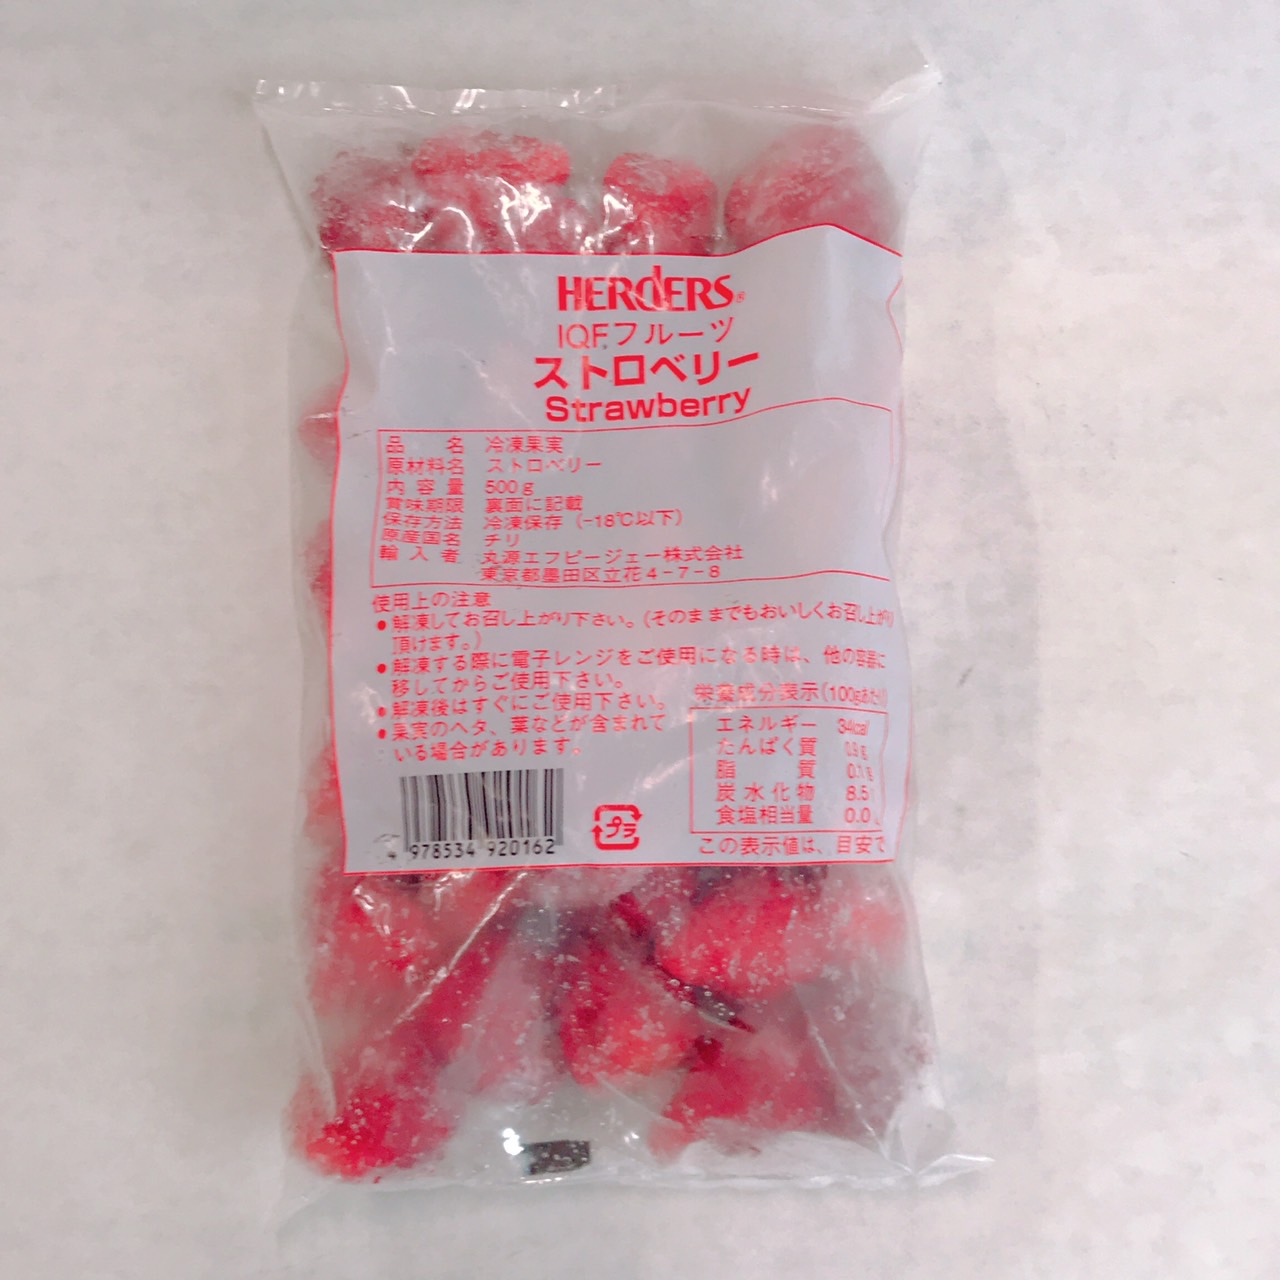 HERDERS®
IQFフルーツ
ストロベリー
Strawberry
品名 冷凍果実
原材料名 ストロベリー
内容量 500g
賞味期限 裏面に記載
保存方法 冷凍保存(-18℃以下)
原産国名 チリ
輸入者 丸源エフピージェー株式会社
東京都墨田区立花4-7-8
使用上の注意
●解凍してお召し上がり下さい。(そのままでもおいしくお召し上がり
頂けます。)
●解凍する際に電子レンジをご使用になる時は、他の容器に
移してからご使用下さい。
●解凍後はすぐにご使用下さい。
●果実のヘタ、葉などが含まれて
いる場合があります。
栄養成分表示(100gあたり)
エネルギー 34kcal
たんぱく質 0.9g
脂質 0.1g
炭水化物 8.5
食塩相当量 0.0
この表示値は、目安で
プラ
4 978534 920162